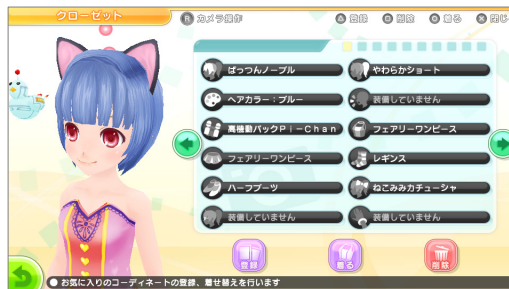 クローゼット
R カメラ操作
登録 削除 着る 閉じ
ぱっつんノーブル
やわらかショート
ヘアカラー：ブルー
装備していません
鳳機動パックPi－Chan
フェアリーワンピース
フェアリーワンピース
レギンス
ハーフブーツ
ねこみみカチューシャ
装備していません
装備していません
登録
着る
削除
お気に入りのコーディネートの登録、着せ替えを行います